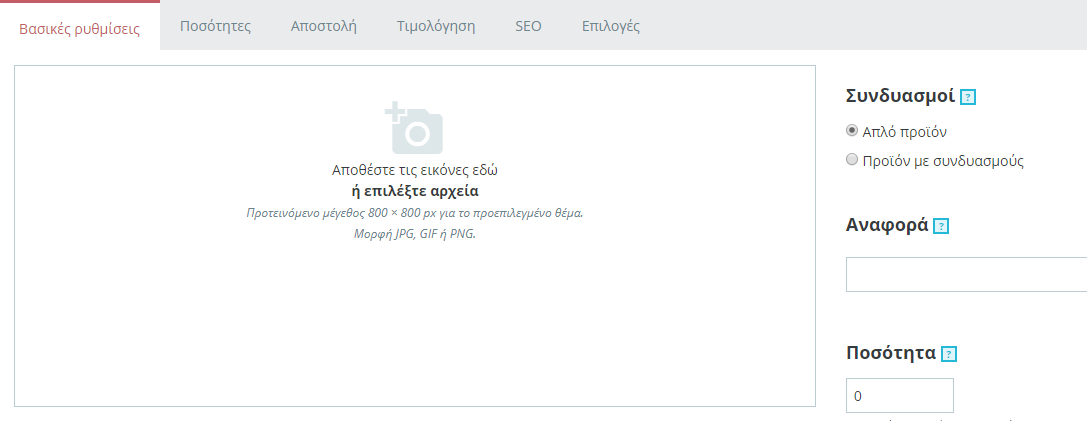 Βασικές ρυθμίσεις Ποσότητες Αποστολή Τιμολόγηση SEO Επιλογές
Αποθέστε τις εικόνες εδώ
ή επιλέξτε αρχεία
Προτεινόμενο μέγεθος 800 × 800 px για το προεπιλεγμένο θέμα.
Μορφή JPG, GIF ή PNG.
Συνδυασμοί ?
Απλό προϊόν
Προϊόν με συνδυασμούς
Αναφορά ?
Ποσότητα ?
0